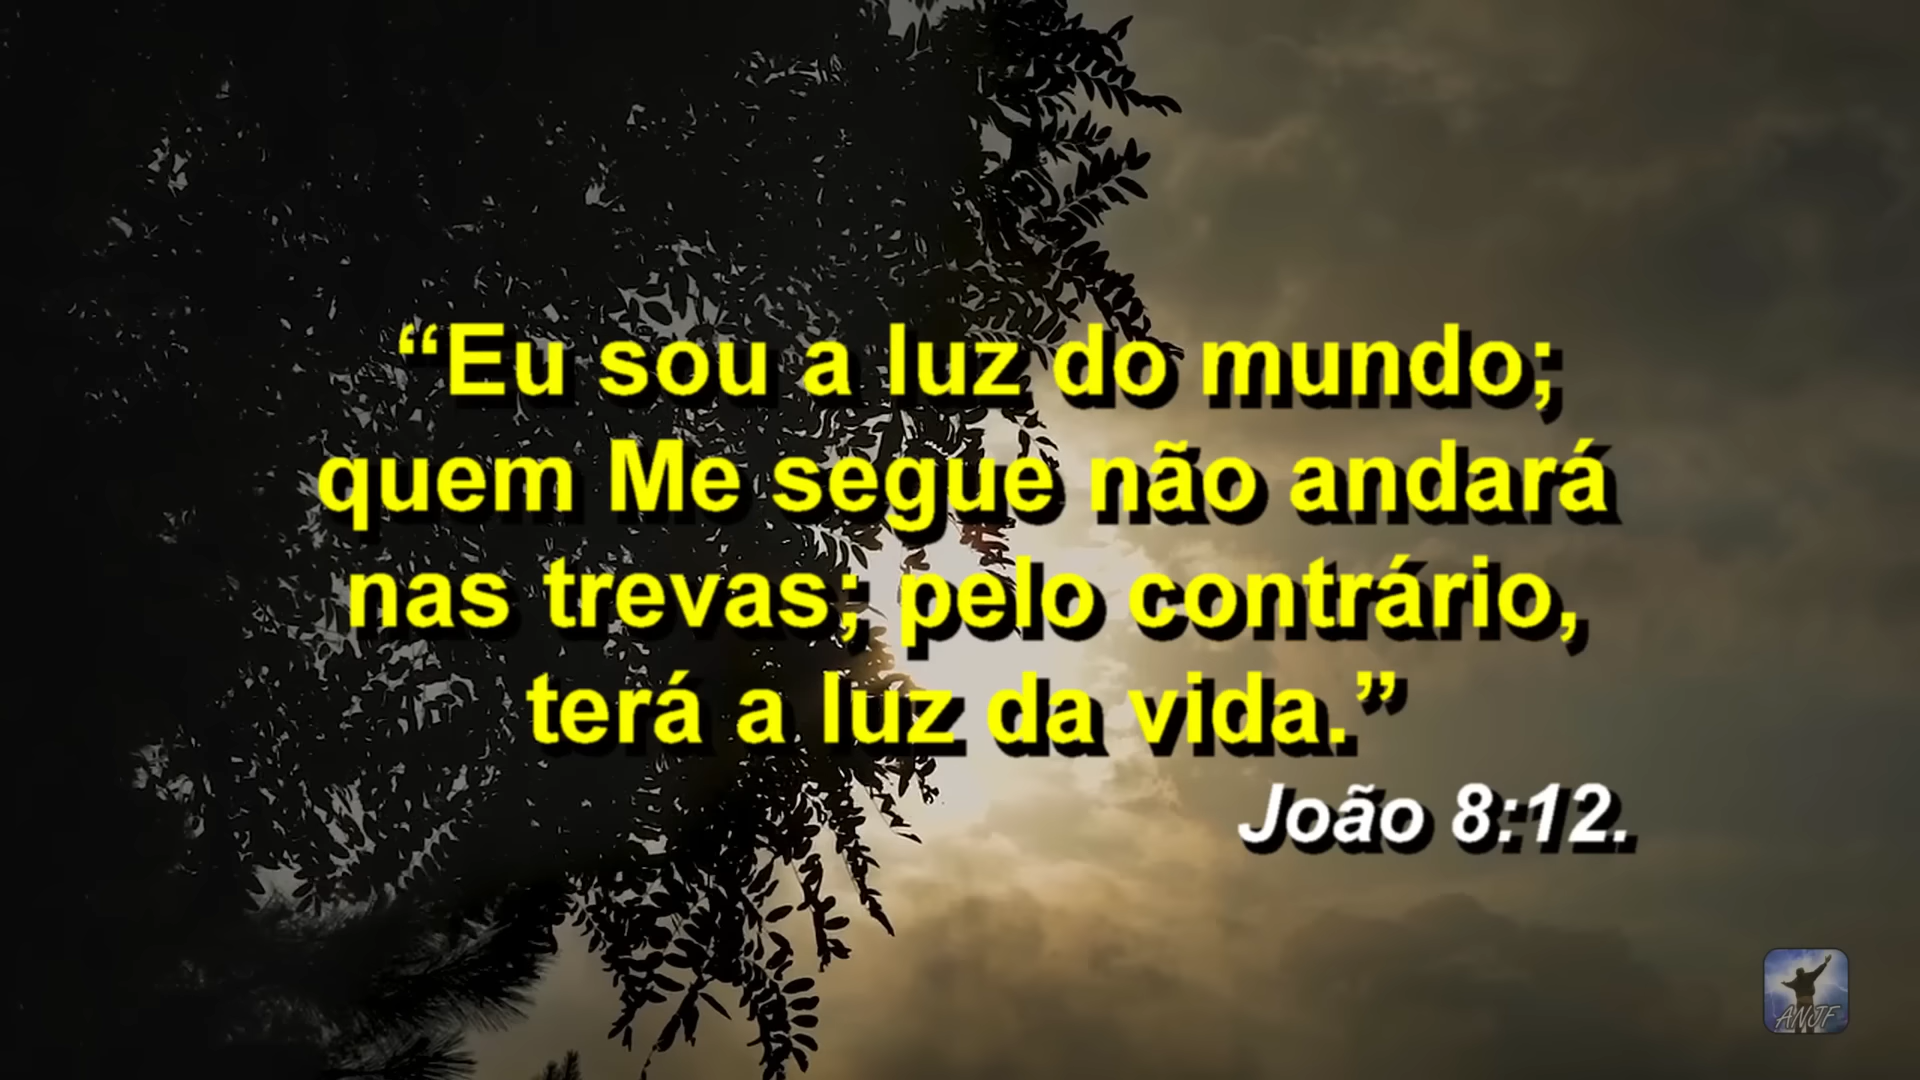 “Eu sou a luz do mundo;
quem Me segue não andará
nas trevas; pelo contrário,
terá a luz da vida.”
João 8:12.
ANJF